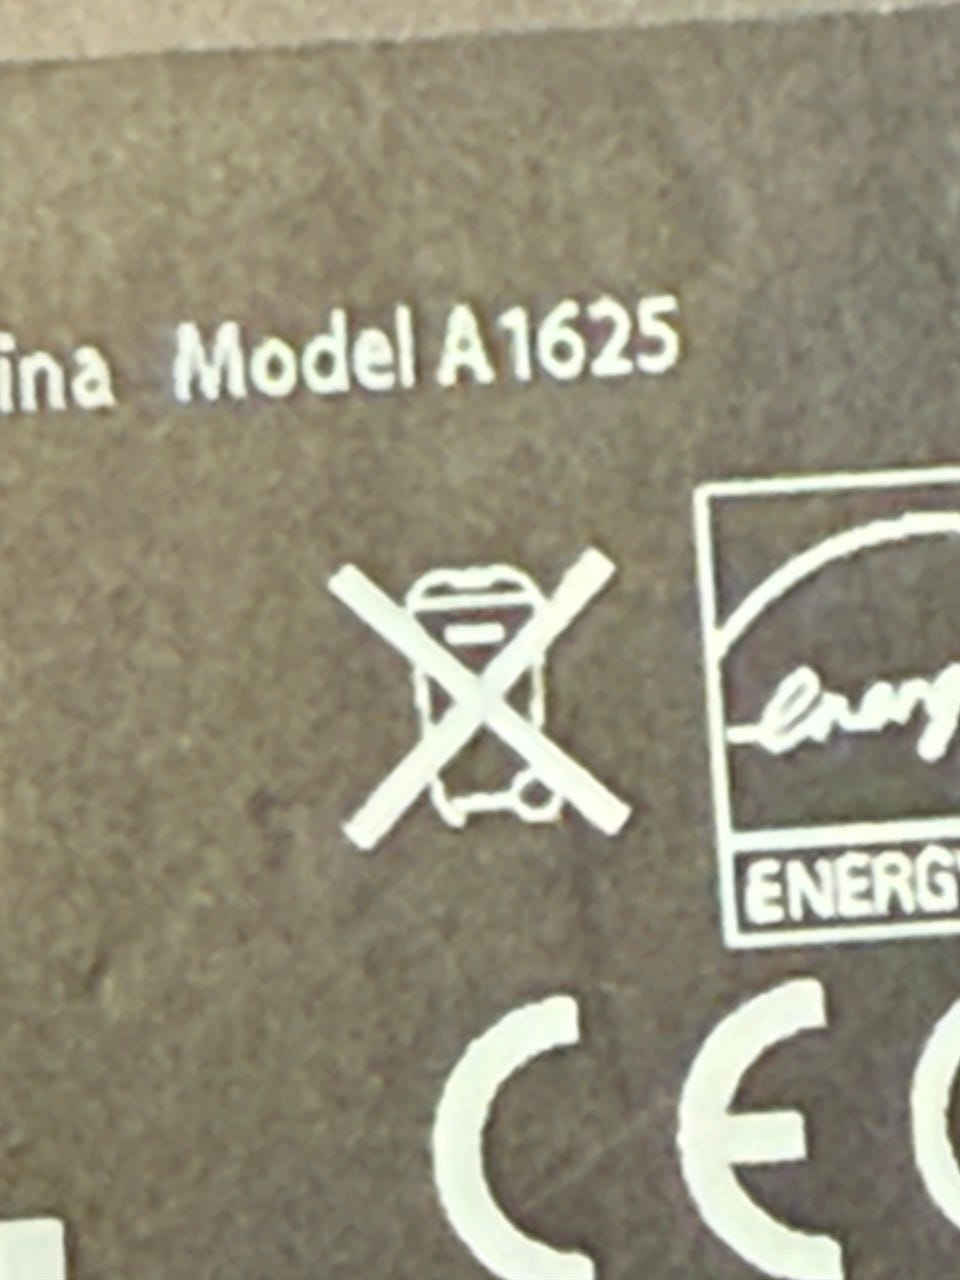 ina Model A1625
energ
ENERGY
CE